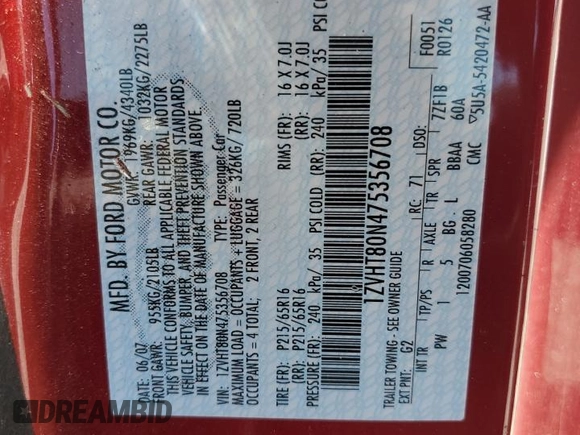 MFD. BY FORD MOTOR CO.
DATE: 06/07 GVWR: 1969KG/4340LB
FRONT GAWR: 955KG/2105LB REAR GAWR: 1032KG/2275LB
THIS VEHICLE CONFORMS TO ALL APPLICABLE FEDERAL MOTOR
VEHICLE SAFETY, BUMPER, AND THEFT PREVENTION STANDARDS
IN EFFECT ON THE DATE OF MANUFACTURE SHOWN ABOVE.
VIN: 1ZVHT80N475356708 TYPE: Passenger Car
MAXIMUM LOAD = OCCUPANTS + LUGGAGE = 326KG/ 720LB
OCCUPANTS = 4 TOTAL: 2 FRONT, 2 REAR
TIRE (FR): P215/65R16 RIMS (FR): 16 X 7.0J
(RR): P215/65R16 (RR): 16 X 7.0J
PRESSURE (FR): 240 kPa/ 35 PSI COLD (RR): 240 kPa/ 35 PSI CO
1ZVHT80N475356708
F0051
R0126
TRAILER TOWING - SEE OWNER GUIDE
EXT PNT: G2 RC: 71 DSO:
INT TR TP/PS R AXLE TR SPR 7ZF1B
PW 1 5 BG L BBAA 60A
1200706058280 CMC 5U5A-5420472-AA
DREAMBID